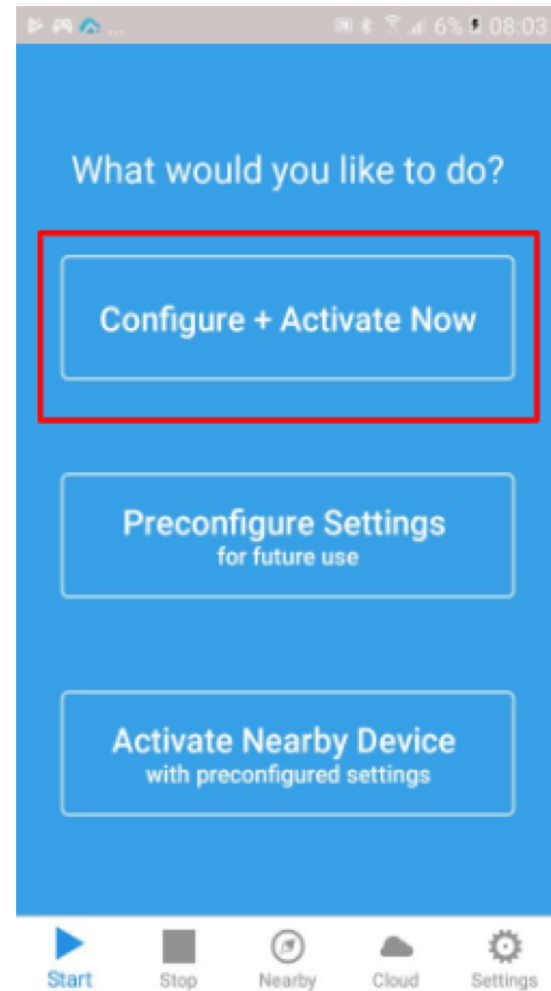 ... 6% 08:03
What would you like to do?
Configure + Activate Now
Preconfigure Settings
for future use
Activate Nearby Device
with preconfigured settings
Start Stop Nearby Cloud Settings